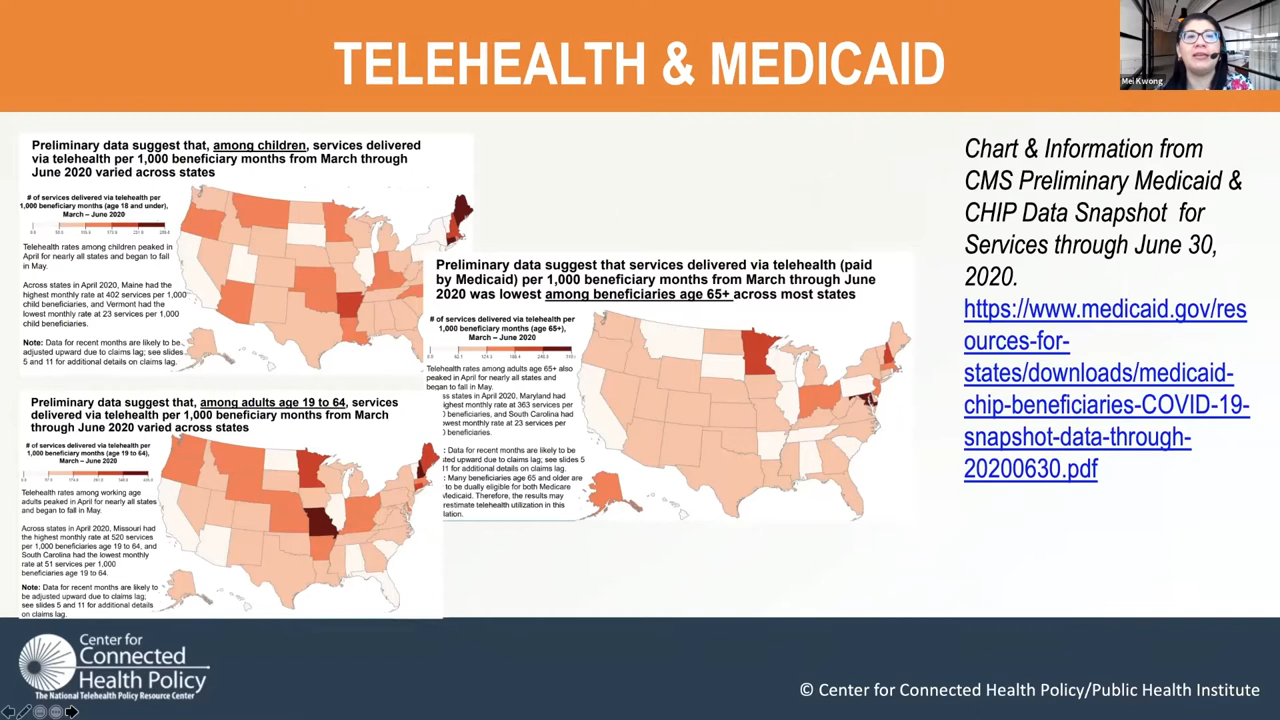 TELEHEALTH & MEDICAID
Mei Kwong
Preliminary data suggest that, among children, services delivered
via telehealth per 1,000 beneficiary months from March through
June 2020 varied across states
# of services delivered via telehealth per
1,000 beneficiary months (age 18 and under),
March – June 2020
Telehealth rates among children peaked in
April for nearly all states and began to fall
in May.
Across states in April 2020, Maine had the
highest monthly rate at 402 services per 1,000
child beneficiaries, and Vermont had the
lowest monthly rate at 23 services per 1,000
child beneficiaries.
Note: Data for recent months are likely to be
adjusted upward due to claims lag; see slides
5 and 11 for additional details on claims lag.
Preliminary data suggest that services delivered via telehealth (paid
by Medicaid) per 1,000 beneficiary months from March through June
2020 was lowest among beneficiaries age 65+ across most states
# of services delivered via telehealth per
1,000 beneficiary months (age 65+),
March – June 2020
Telehealth rates among adults age 65+ also
peaked in April for nearly all states and
began to fall in May.
ss states in April 2020, Maryland had
ighest monthly rate at 363 services per
0 beneficiaries, and South Carolina had
owest monthly rate at 23 services per
0 beneficiaries.
: Data for recent months are likely to be
sted upward due to claims lag; see slides 5
11 for additional details on claims lag.
: Many beneficiaries age 65 and older are
to be dually eligible for both Medicare
Medicaid. Therefore, the results may
restimate telehealth utilization in this
lation.
Preliminary data suggest that, among adults age 19 to 64, services
delivered via telehealth per 1,000 beneficiary months from March
through June 2020 varied across states
# of services delivered via telehealth per
1,000 beneficiary months (age 19 to 64),
March – June 2020
Telehealth rates among working age
adults peaked in April for nearly all states
and began to fall in May.
Across states in April 2020, Missouri had
the highest monthly rate at 520 services
per 1,000 beneficiaries age 19 to 64, and
South Carolina had the lowest monthly
rate at 51 services per 1,000
beneficiaries age 19 to 64.
Note: Data for recent months are likely to
be adjusted upward due to claims lag;
see slides 5 and 11 for additional details
on claims lag.
Chart & Information from
CMS Preliminary Medicaid &
CHIP Data Snapshot for
Services through June 30,
2020.
https://www.medicaid.gov/res
ources-for-
states/downloads/medicaid-
chip-beneficiaries-COVID-19-
snapshot-data-through-
20200630.pdf
Center for
Connected
Health Policy
The National Telehealth Policy Resource Center
© Center for Connected Health Policy/Public Health Institute